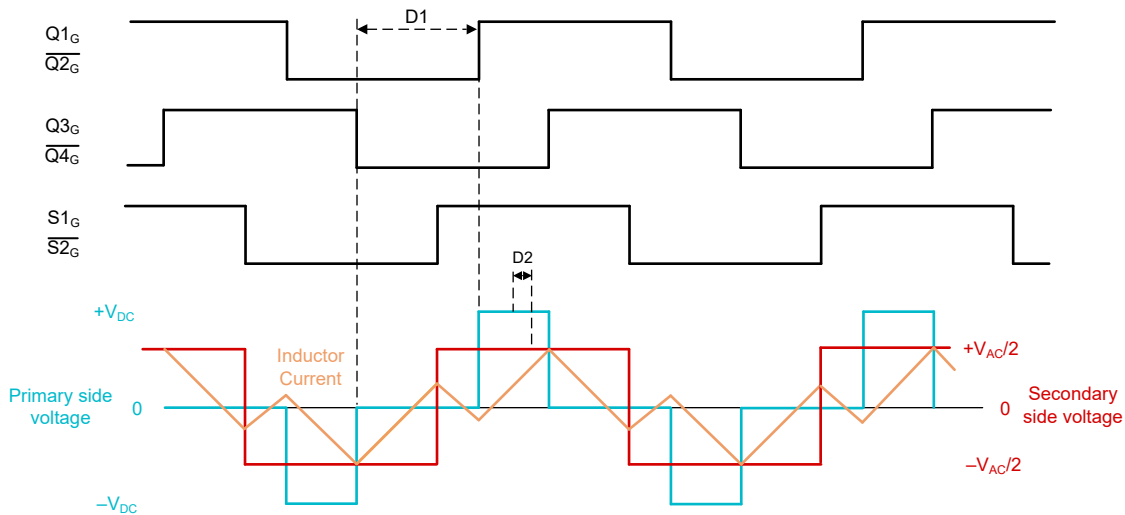 D1
Q1G
Q2G
Q3G
Q4G
S1G
S2G
D2
+VDC
Inductor
Current
+VAC/2
Primary side
voltage
0
0
Secondary
side voltage
–VAC/2
–VDC